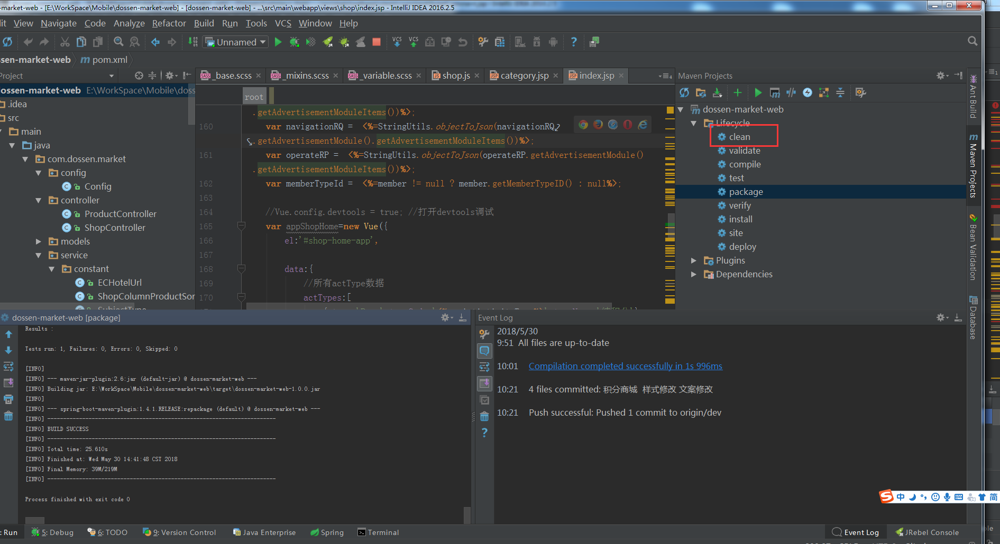 -market-web - [E:\WorkSpace\Mobile\dossen-market-web] - [dossen-market-web] - ...\src\main\webapp\views\shop\index.jsp - IntelliJ IDEA 2016.2.5
it View Navigate Code Analyze Refactor Build Run Tools VCS Window Help
Unnamed
VCS VCS
ssen-market-web pom.xml
Project
_base.scss _mixins.scss _variable.scss shop.js category.jsp index.jsp
Maven Projects
ossen-market-web E:\WorkSpace\Mobile\doss
.idea
src
main
java
com.dossen.market
config
Config
controller
ProductController
ShopController
models
service
constant
ECHotelUrl
ShopColumnProductSor
SubjectType
root
.getAdvertisementModuleItems())%>;
160 var navigationRQ = <%=StringUtils.objectToJson(navigationRQ
.getAdvertisementModule().getAdvertisementModuleItems())%>;
161 var operateRP = <%=StringUtils.objectToJson(operateRP.getAdvertisementModule()
.getAdvertisementModuleItems())%>;
162 var memberTypeId = <%=member != null ? member.getMemberTypeID() : null%>;
163
164 //Vue.config.devtools = true; //打开devtools调试
165 var appShopHome=new Vue({
166 el:'#shop-home-app',
167
168 data:{
169 //所有actType数据
170 actTypes:[
dossen-market-web
Lifecycle
clean
validate
compile
test
package
verify
install
site
deploy
Plugins
Dependencies
Ant Build
Maven Projects
Bean Validation
Database
dossen-market-web [package]
Results :
Tests run: 1, Failures: 0, Errors: 0, Skipped: 0
[INFO]
[INFO] --- maven-jar-plugin:2.6:jar (default-jar) @ dossen-market-web ---
[INFO] Building jar: E:\WorkSpace\Mobile\dossen-market-web\target\dossen-market-web-1.0.0.jar
[INFO]
[INFO] --- spring-boot-maven-plugin:1.4.1.RELEASE:repackage (default) @ dossen-market-web ---
[INFO] ------------------------------------------------------------------------
[INFO] BUILD SUCCESS
[INFO] ------------------------------------------------------------------------
[INFO] Total time: 25.610s
[INFO] Finished at: Wed May 30 14:41:48 CST 2018
[INFO] Final Memory: 39M/219M
[INFO] ------------------------------------------------------------------------
Process finished with exit code 0
Event Log
2018/5/30
9:51 All files are up-to-date
10:01 Compilation completed successfully in 1s 996ms
10:21 4 files committed: 积分商城 样式修改 文案修改
10:21 Push successful: Pushed 1 commit to origin/dev
中 简
: Run 5: Debug 6: TODO 9: Version Control Java Enterprise Spring Terminal Event Log JRebel Console